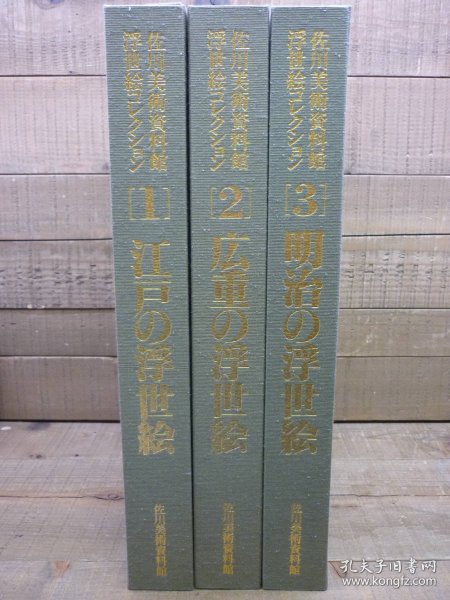 佐川美術資料館
浮世絵コレクション
[1]
江戸の浮世絵
佐川美術資料館
佐川美術資料館
浮世絵コレクション
[2]
広重の浮世絵
佐川美術資料館
佐川美術資料館
浮世絵コレクション
[3]
明治の浮世絵
佐川美術資料館
孔夫子旧书网
www.kongfz.com